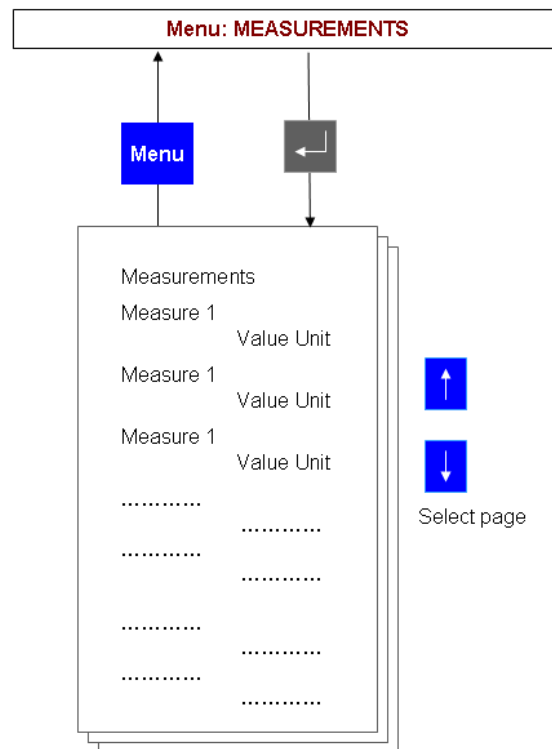 Menu: MEASUREMENTS
Menu
Measurements
Measure 1
Value Unit
Measure 1
Value Unit
Measure 1
Value Unit
…………
…………
…………
…………
…………
…………
…………
…………
Select page